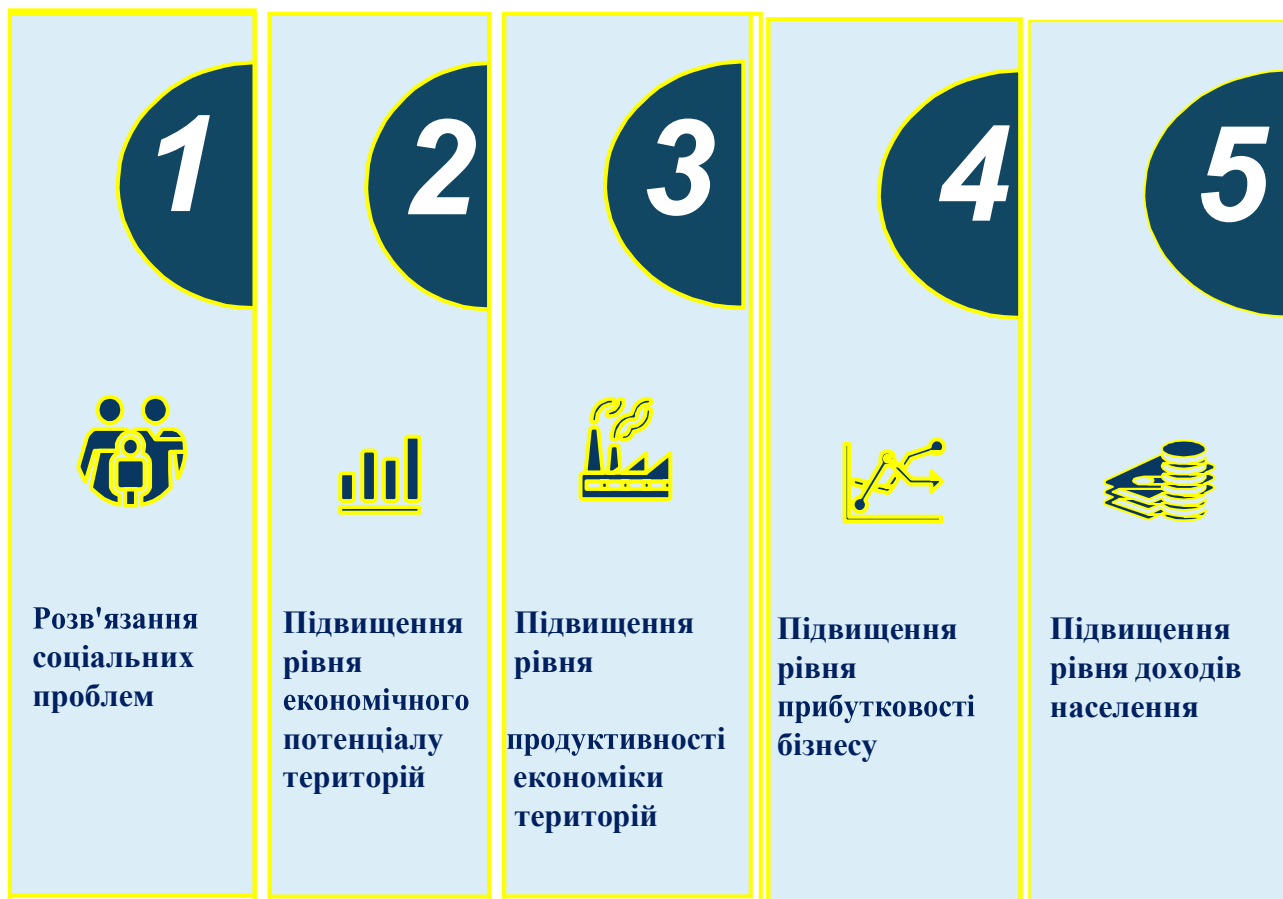 1
Розв'язання
соціальних
проблем
2
Підвищення
рівня
економічного
потенціалу
територій
3
Підвищення
рівня
продуктивності
економіки
територій
4
Підвищення
рівня
прибутковості
бізнесу
5
Підвищення
рівня доходів
населення